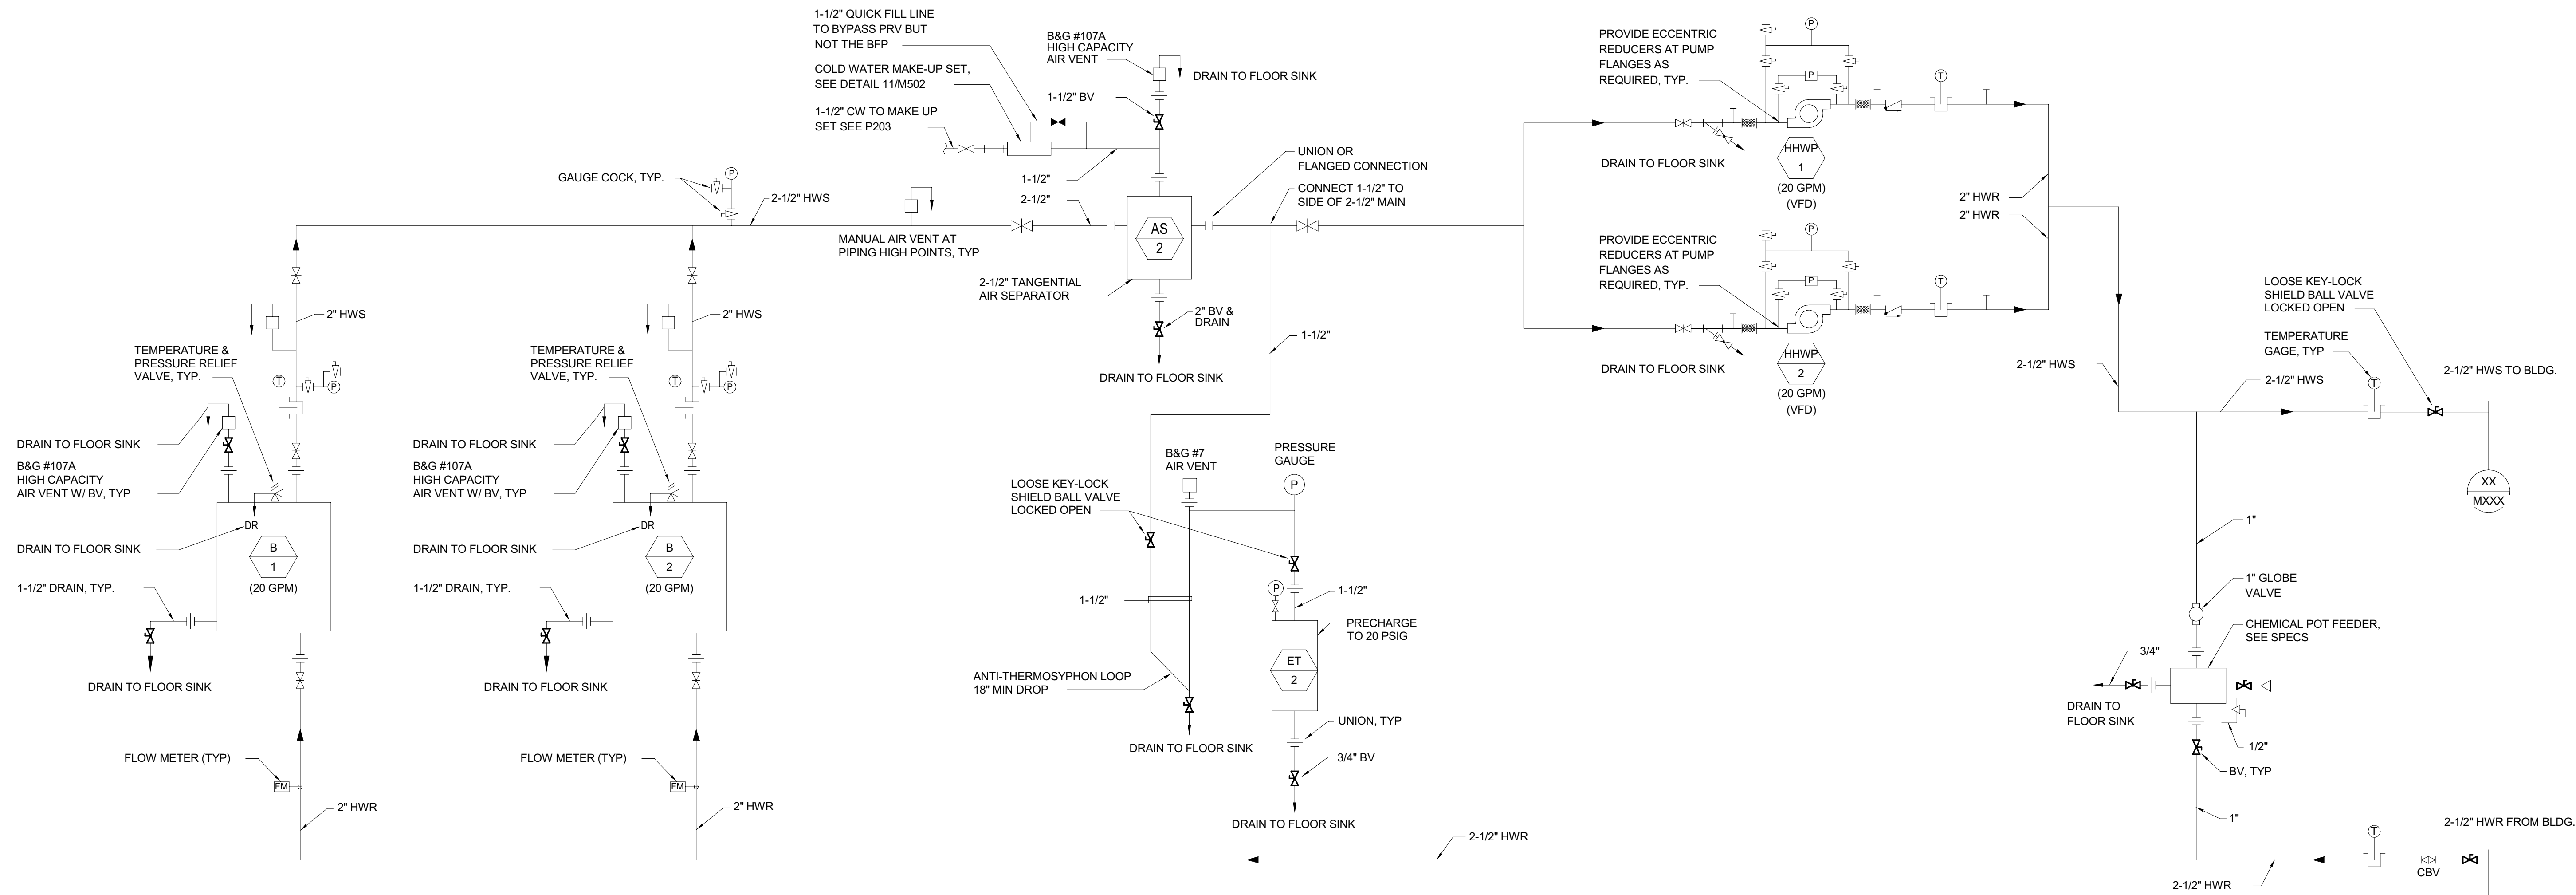 1-1/2" QUICK FILL LINE
TO BYPASS PRV BUT
NOT THE BFP
COLD WATER MAKE-UP SET,
SEE DETAIL 11/M502
1-1/2" CW TO MAKE UP
SET SEE P203
B&G #107A
HIGH CAPACITY
AIR VENT
DRAIN TO FLOOR SINK
1-1/2" BV
1-1/2"
2-1/2"
UNION OR
FLANGED CONNECTION
CONNECT 1-1/2" TO
SIDE OF 2-1/2" MAIN
GAUGE COCK, TYP.
P
2-1/2" HWS
MANUAL AIR VENT AT
PIPING HIGH POINTS, TYP
AS
2
2-1/2" TANGENTIAL
AIR SEPARATOR
2" BV &
DRAIN
DRAIN TO FLOOR SINK
1-1/2"
PROVIDE ECCENTRIC
REDUCERS AT PUMP
FLANGES AS
REQUIRED, TYP.
P
P
T
DRAIN TO FLOOR SINK
HHWP
1
(20 GPM)
(VFD)
2" HWR
2" HWR
PROVIDE ECCENTRIC
REDUCERS AT PUMP
FLANGES AS
REQUIRED, TYP.
P
P
T
DRAIN TO FLOOR SINK
HHWP
2
(20 GPM)
(VFD)
2-1/2" HWS
LOOSE KEY-LOCK
SHIELD BALL VALVE
LOCKED OPEN
TEMPERATURE
GAGE, TYP
T
2-1/2" HWS
2-1/2" HWS TO BLDG.
XX
MXXX
2" HWS
TEMPERATURE &
PRESSURE RELIEF
VALVE, TYP.
T
P
DRAIN TO FLOOR SINK
B&G #107A
HIGH CAPACITY
AIR VENT W/ BV, TYP
DR
DRAIN TO FLOOR SINK
B
1
(20 GPM)
1-1/2" DRAIN, TYP.
DRAIN TO FLOOR SINK
FLOW METER (TYP)
FM
2" HWR
2" HWS
TEMPERATURE &
PRESSURE RELIEF
VALVE, TYP.
T
P
DRAIN TO FLOOR SINK
B&G #107A
HIGH CAPACITY
AIR VENT W/ BV, TYP
DR
DRAIN TO FLOOR SINK
B
2
(20 GPM)
1-1/2" DRAIN, TYP.
DRAIN TO FLOOR SINK
FLOW METER (TYP)
FM
2" HWR
B&G #7
AIR VENT
PRESSURE
GAUGE
P
LOOSE KEY-LOCK
SHIELD BALL VALVE
LOCKED OPEN
P
1-1/2"
1-1/2"
PRECHARGE
TO 20 PSIG
ET
2
ANTI-THERMOSYPHON LOOP
18" MIN DROP
UNION, TYP
DRAIN TO FLOOR SINK
3/4" BV
DRAIN TO FLOOR SINK
1"
1" GLOBE
VALVE
CHEMICAL POT FEEDER,
SEE SPECS
3/4"
DRAIN TO
FLOOR SINK
1/2"
BV, TYP
1"
2-1/2" HWR FROM BLDG.
2-1/2" HWR
T
CBV
2-1/2" HWR